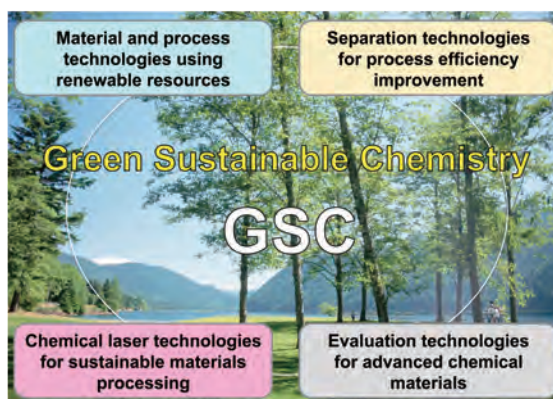 Material and process
technologies using
renewable resources
Separation technologies
for process efficiency
improvement
Green Sustainable Chemistry
GSC
Chemical laser technologies
for sustainable materials
processing
Evaluation technologies
for advanced chemical
materials